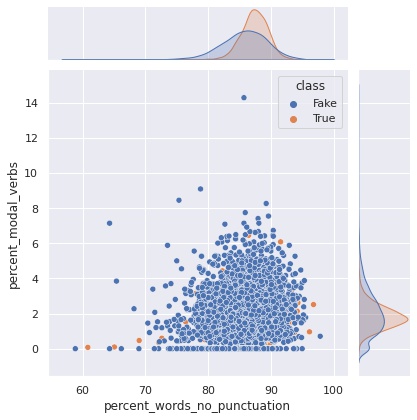 class
Fake
True
14
12
10
8
6
4
2
0
percent_modal_verbs
60 70 80 90 100
percent_words_no_punctuation